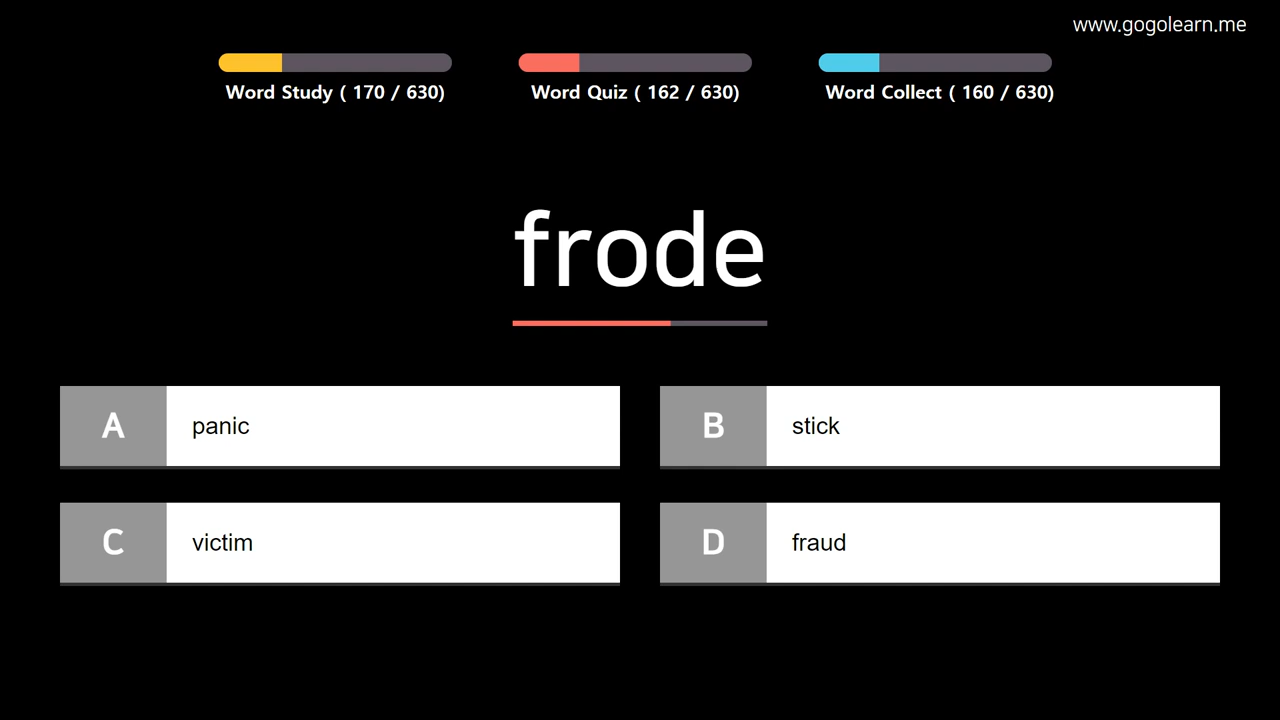 www.gogolearn.me
Word Study ( 170 / 630)
Word Quiz ( 162 / 630)
Word Collect ( 160 / 630)
frode
A panic
B stick
C victim
D fraud